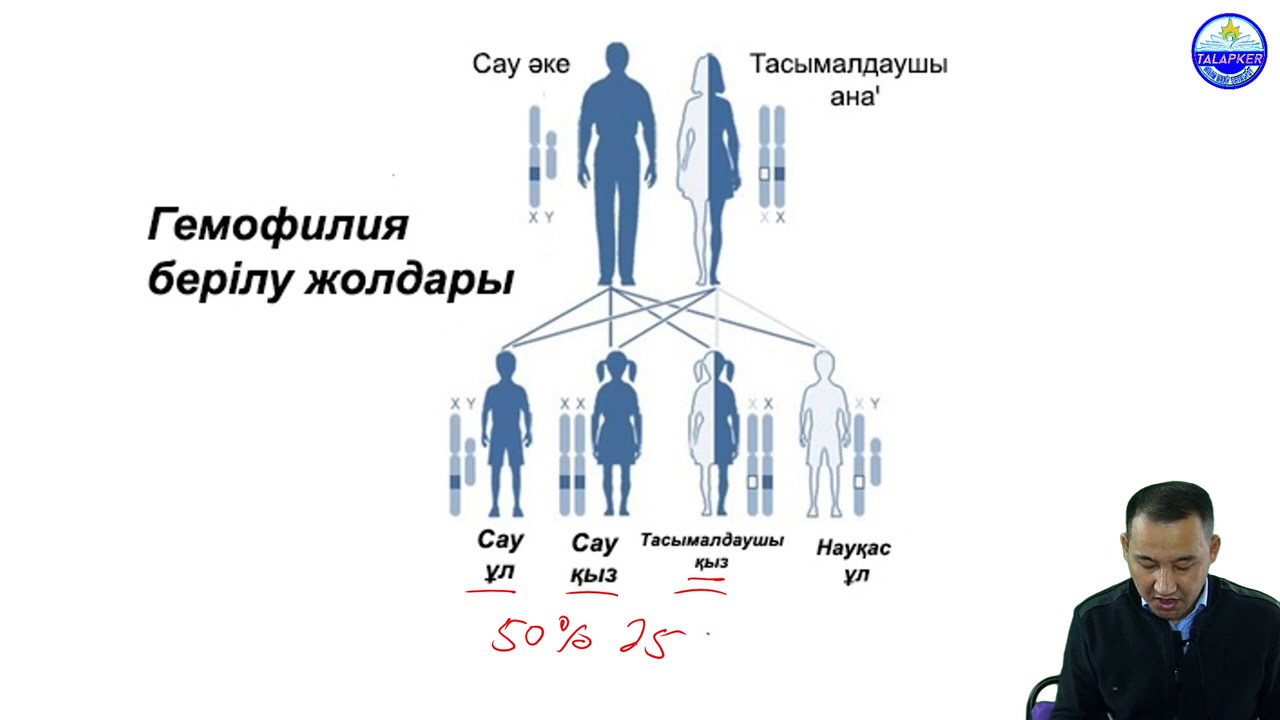 TALAPKER
Сау әке
Тасымалдаушы
ана'
X Y
X X
Гемофилия
берілу жолдары
X Y
X X
X X
X Y
Сау
ұл
Сау
қыз
Тасымалдаушы
қыз
Науқас
ұл
50% 25